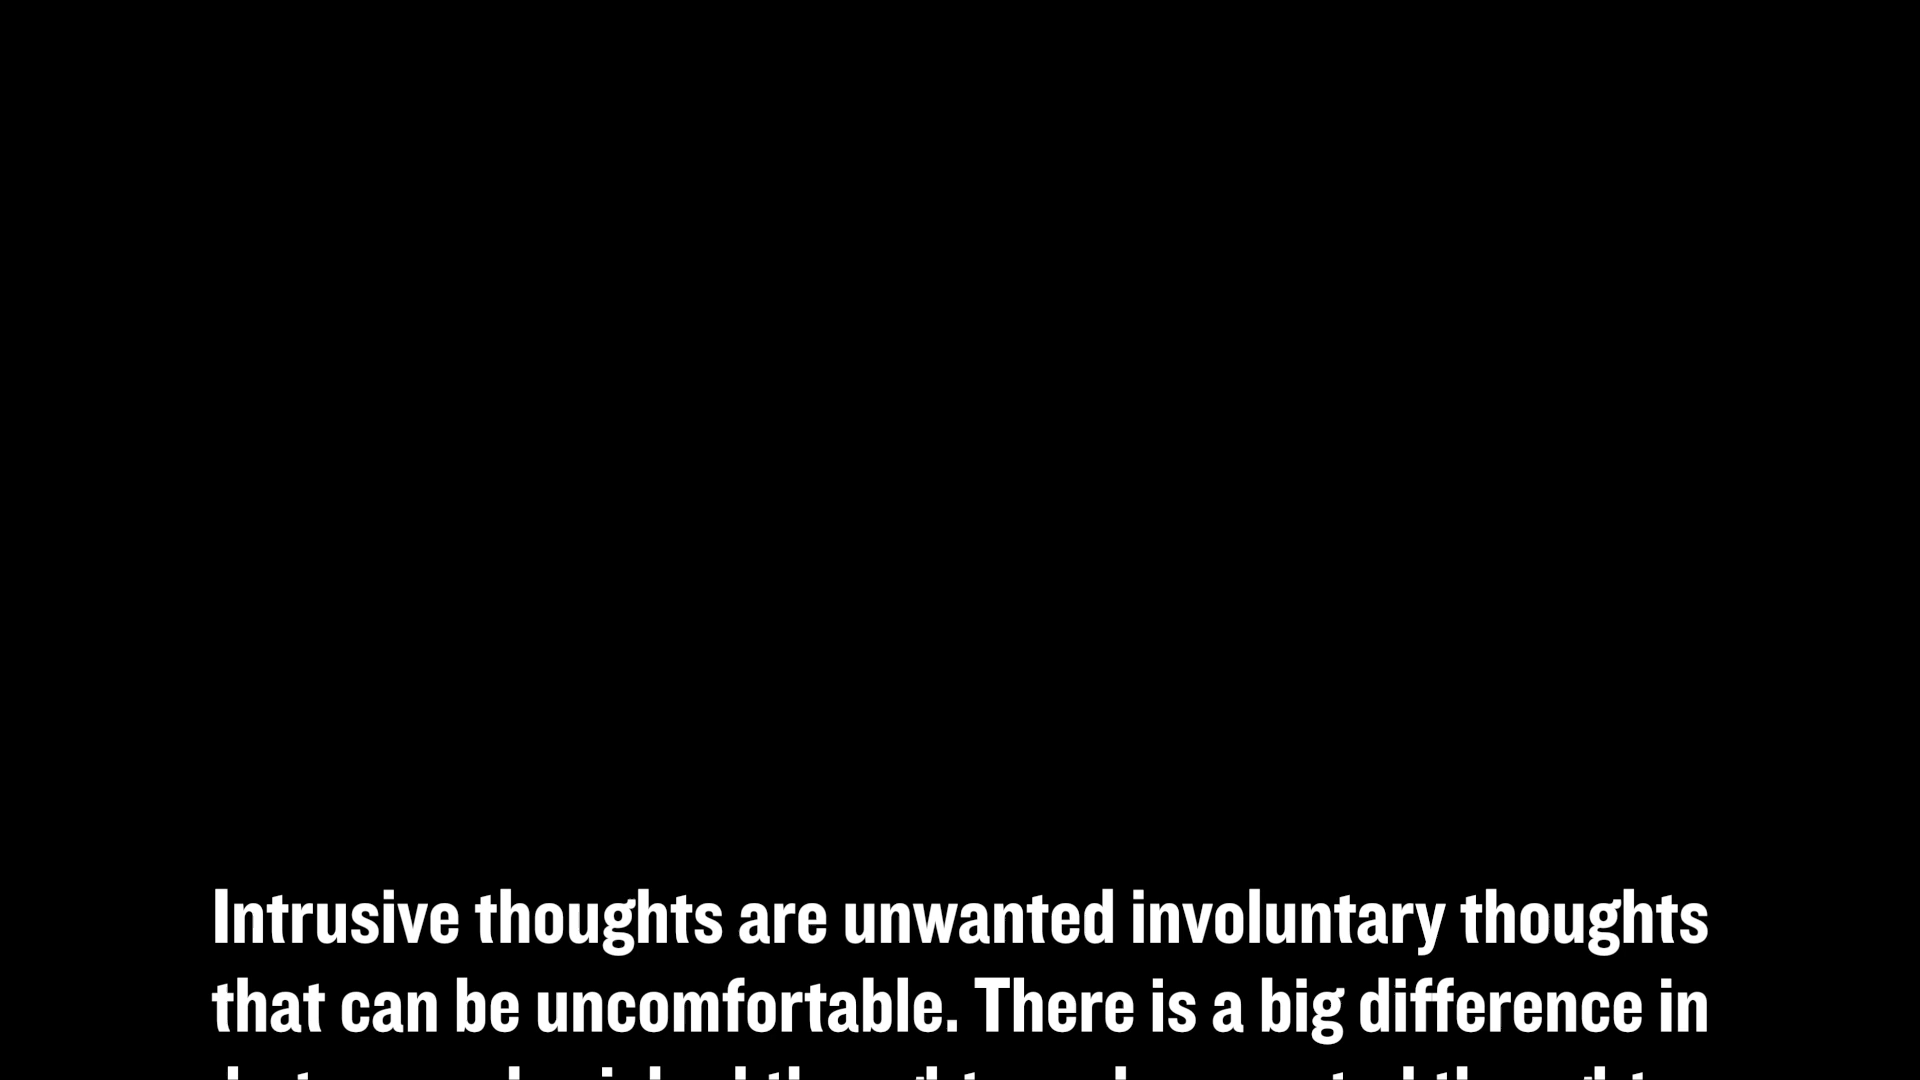 Intrusive thoughts are unwanted involuntary thoughts
that can be uncomfortable. There is a big difference in